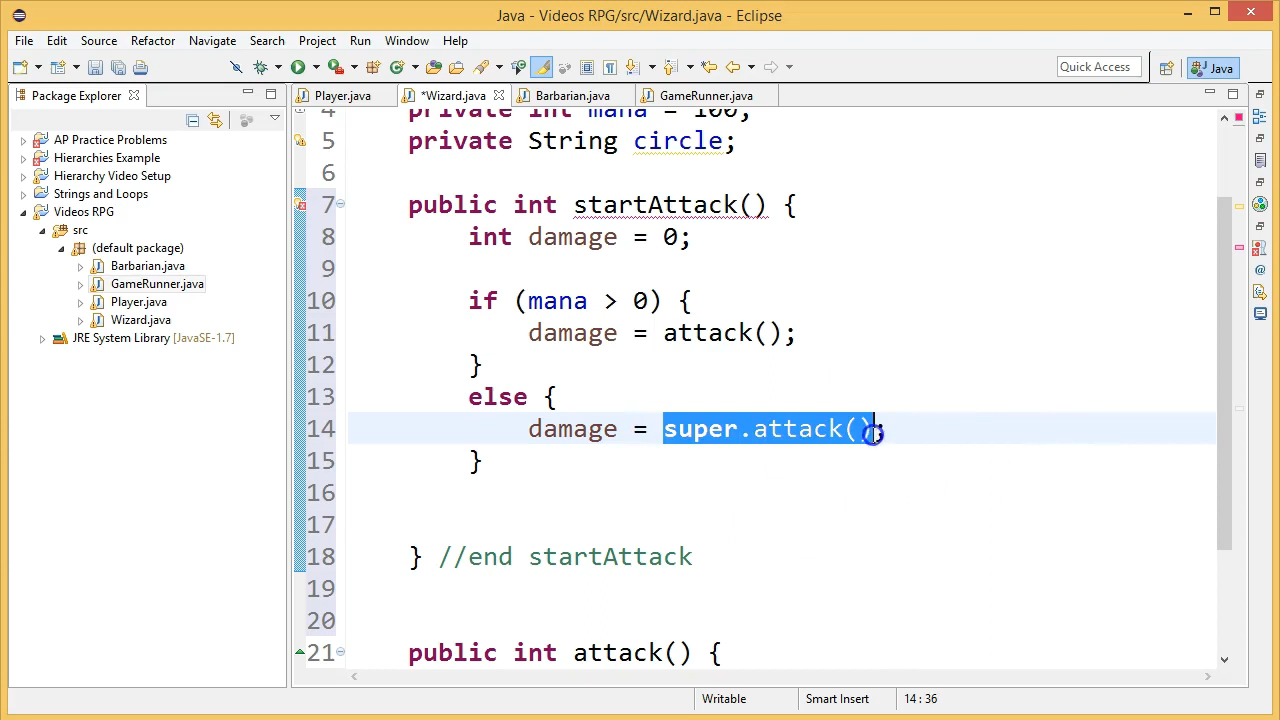 Java - Videos RPG/src/Wizard.java - Eclipse
File Edit Source Refactor Navigate Search Project Run Window Help
Quick Access
Java
Package Explorer
AP Practice Problems
Hierarchies Example
Hierarchy Video Setup
Strings and Loops
Videos RPG
src
(default package)
Barbarian.java
GameRunner.java
Player.java
Wizard.java
JRE System Library [JavaSE-1.7]
Player.java *Wizard.java Barbarian.java GameRunner.java
4 private int mana = 100;
5 private String circle;
6
7 public int startAttack() {
8 int damage = 0;
9
10 if (mana > 0) {
11 damage = attack();
12 }
13 else {
14 damage = super.attack();
15 }
16
17
18 } //end startAttack
19
20
21 public int attack() {
Writable Smart Insert 14 : 36